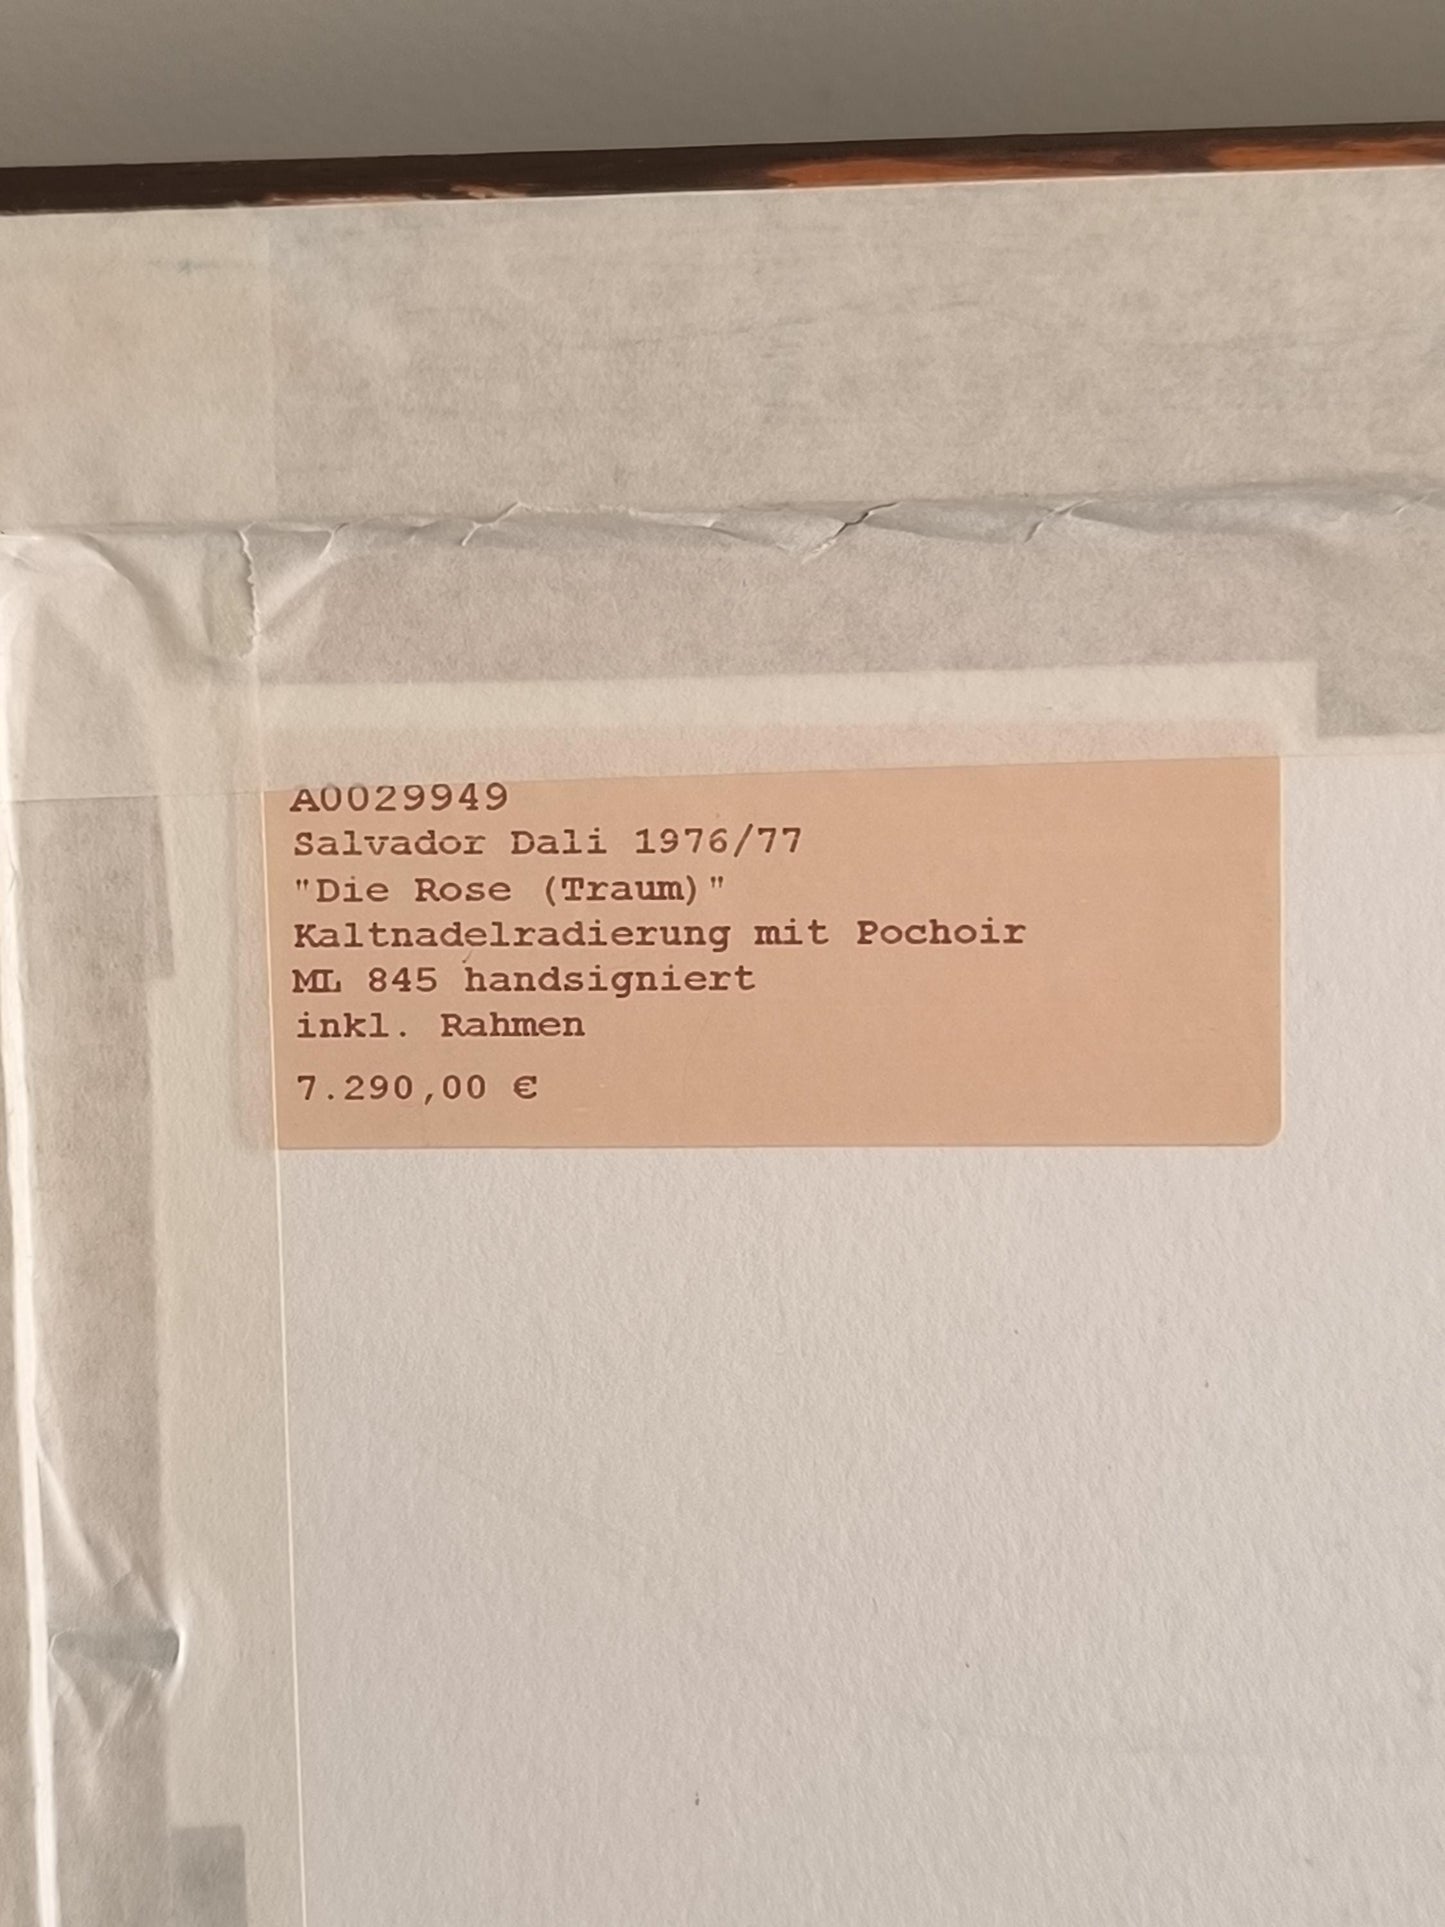 A0029949
Salvador Dali 1976/77
"Die Rose (Traum)"
Kaltnadelradierung mit Pochoir
ML 845 handsigniert
inkl. Rahmen
7.290,00 €